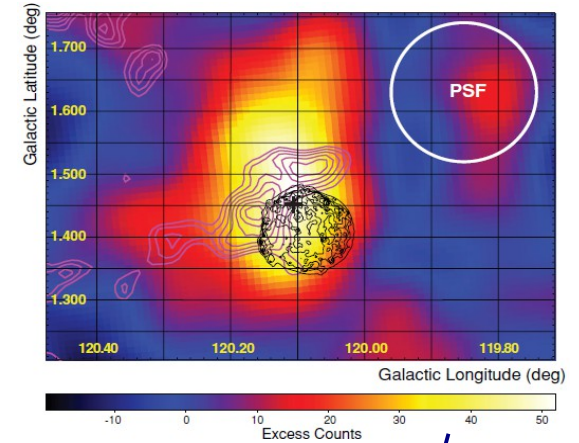 Galactic Latitude (deg)
1.700
1.600
1.500
1.400
1.300
PSF
120.40 120.20 120.00 119.80
Galactic Longitude (deg)
-10 0 10 20 30 40 50
Excess Counts